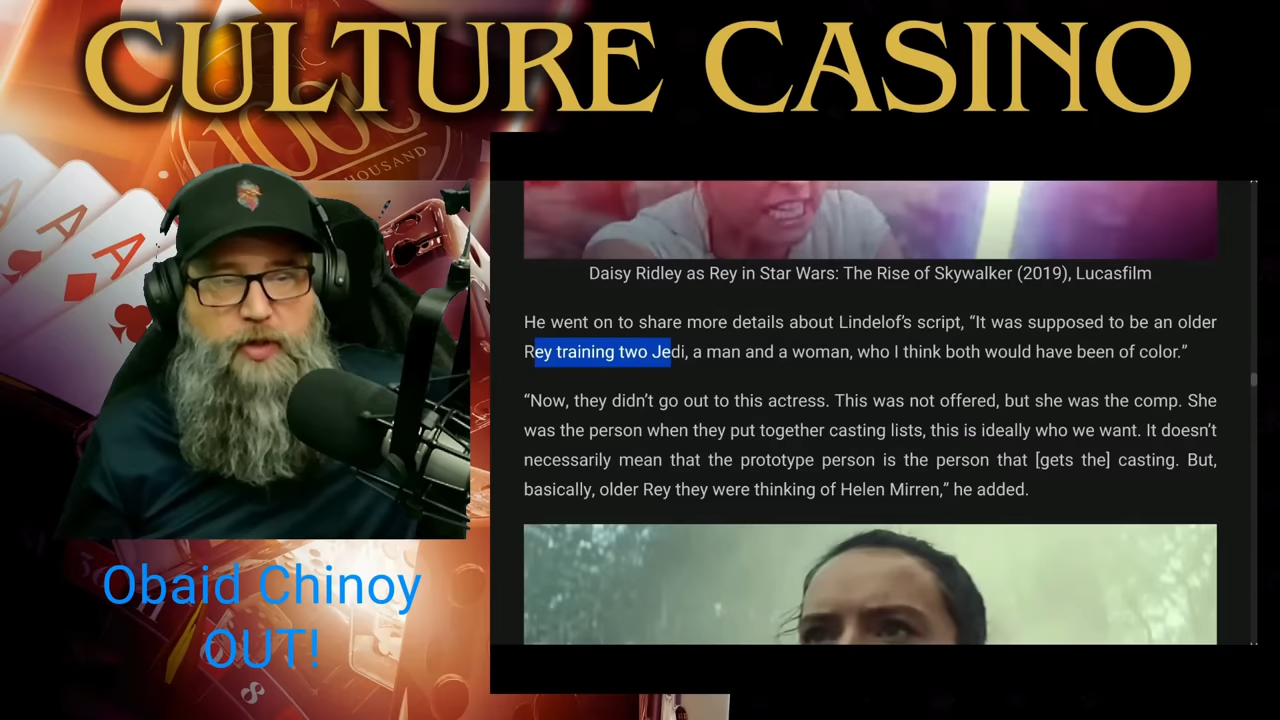 CULTURE CASINO
1000
THOUSAND
A
A
A
Daisy Ridley as Rey in Star Wars: The Rise of Skywalker (2019), Lucasfilm
He went on to share more details about Lindelof’s script, “It was supposed to be an older
Rey training two Jedi, a man and a woman, who I think both would have been of color.”
“Now, they didn’t go out to this actress. This was not offered, but she was the comp. She
was the person when they put together casting lists, this is ideally who we want. It doesn’t
necessarily mean that the prototype person is the person that [gets the] casting. But,
basically, older Rey they were thinking of Helen Mirren,” he added.
Obaid Chinoy
OUT!
8